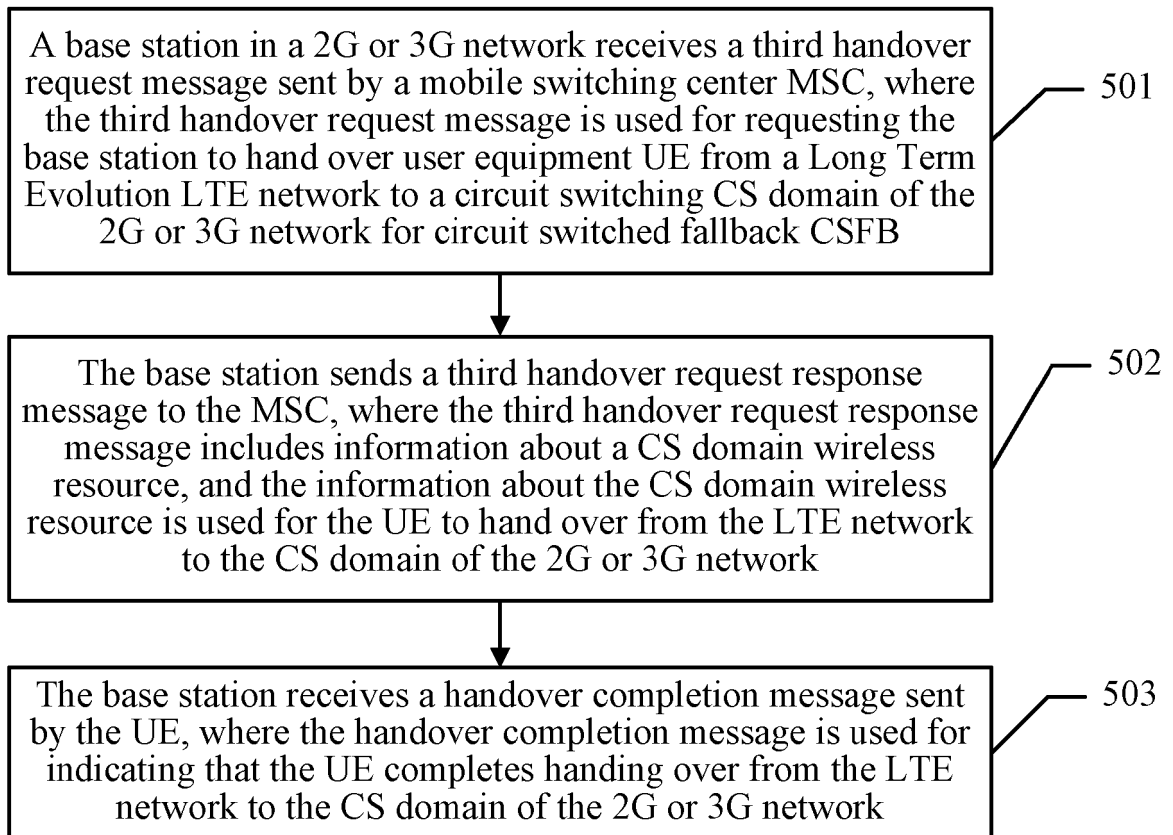 A base station in a 2G or 3G network receives a third handover
request message sent by a mobile switching center MSC, where
the third handover request message is used for requesting the
base station to hand over user equipment UE from a Long Term
Evolution LTE network to a circuit switching CS domain of the
2G or 3G network for circuit switched fallback CSFB
501
The base station sends a third handover request response
message to the MSC, where the third handover request response
message includes information about a CS domain wireless
resource, and the information about the CS domain wireless
resource is used for the UE to hand over from the LTE network
to the CS domain of the 2G or 3G network
502
The base station receives a handover completion message sent
by the UE, where the handover completion message is used for
indicating that the UE completes handing over from the LTE
network to the CS domain of the 2G or 3G network
503